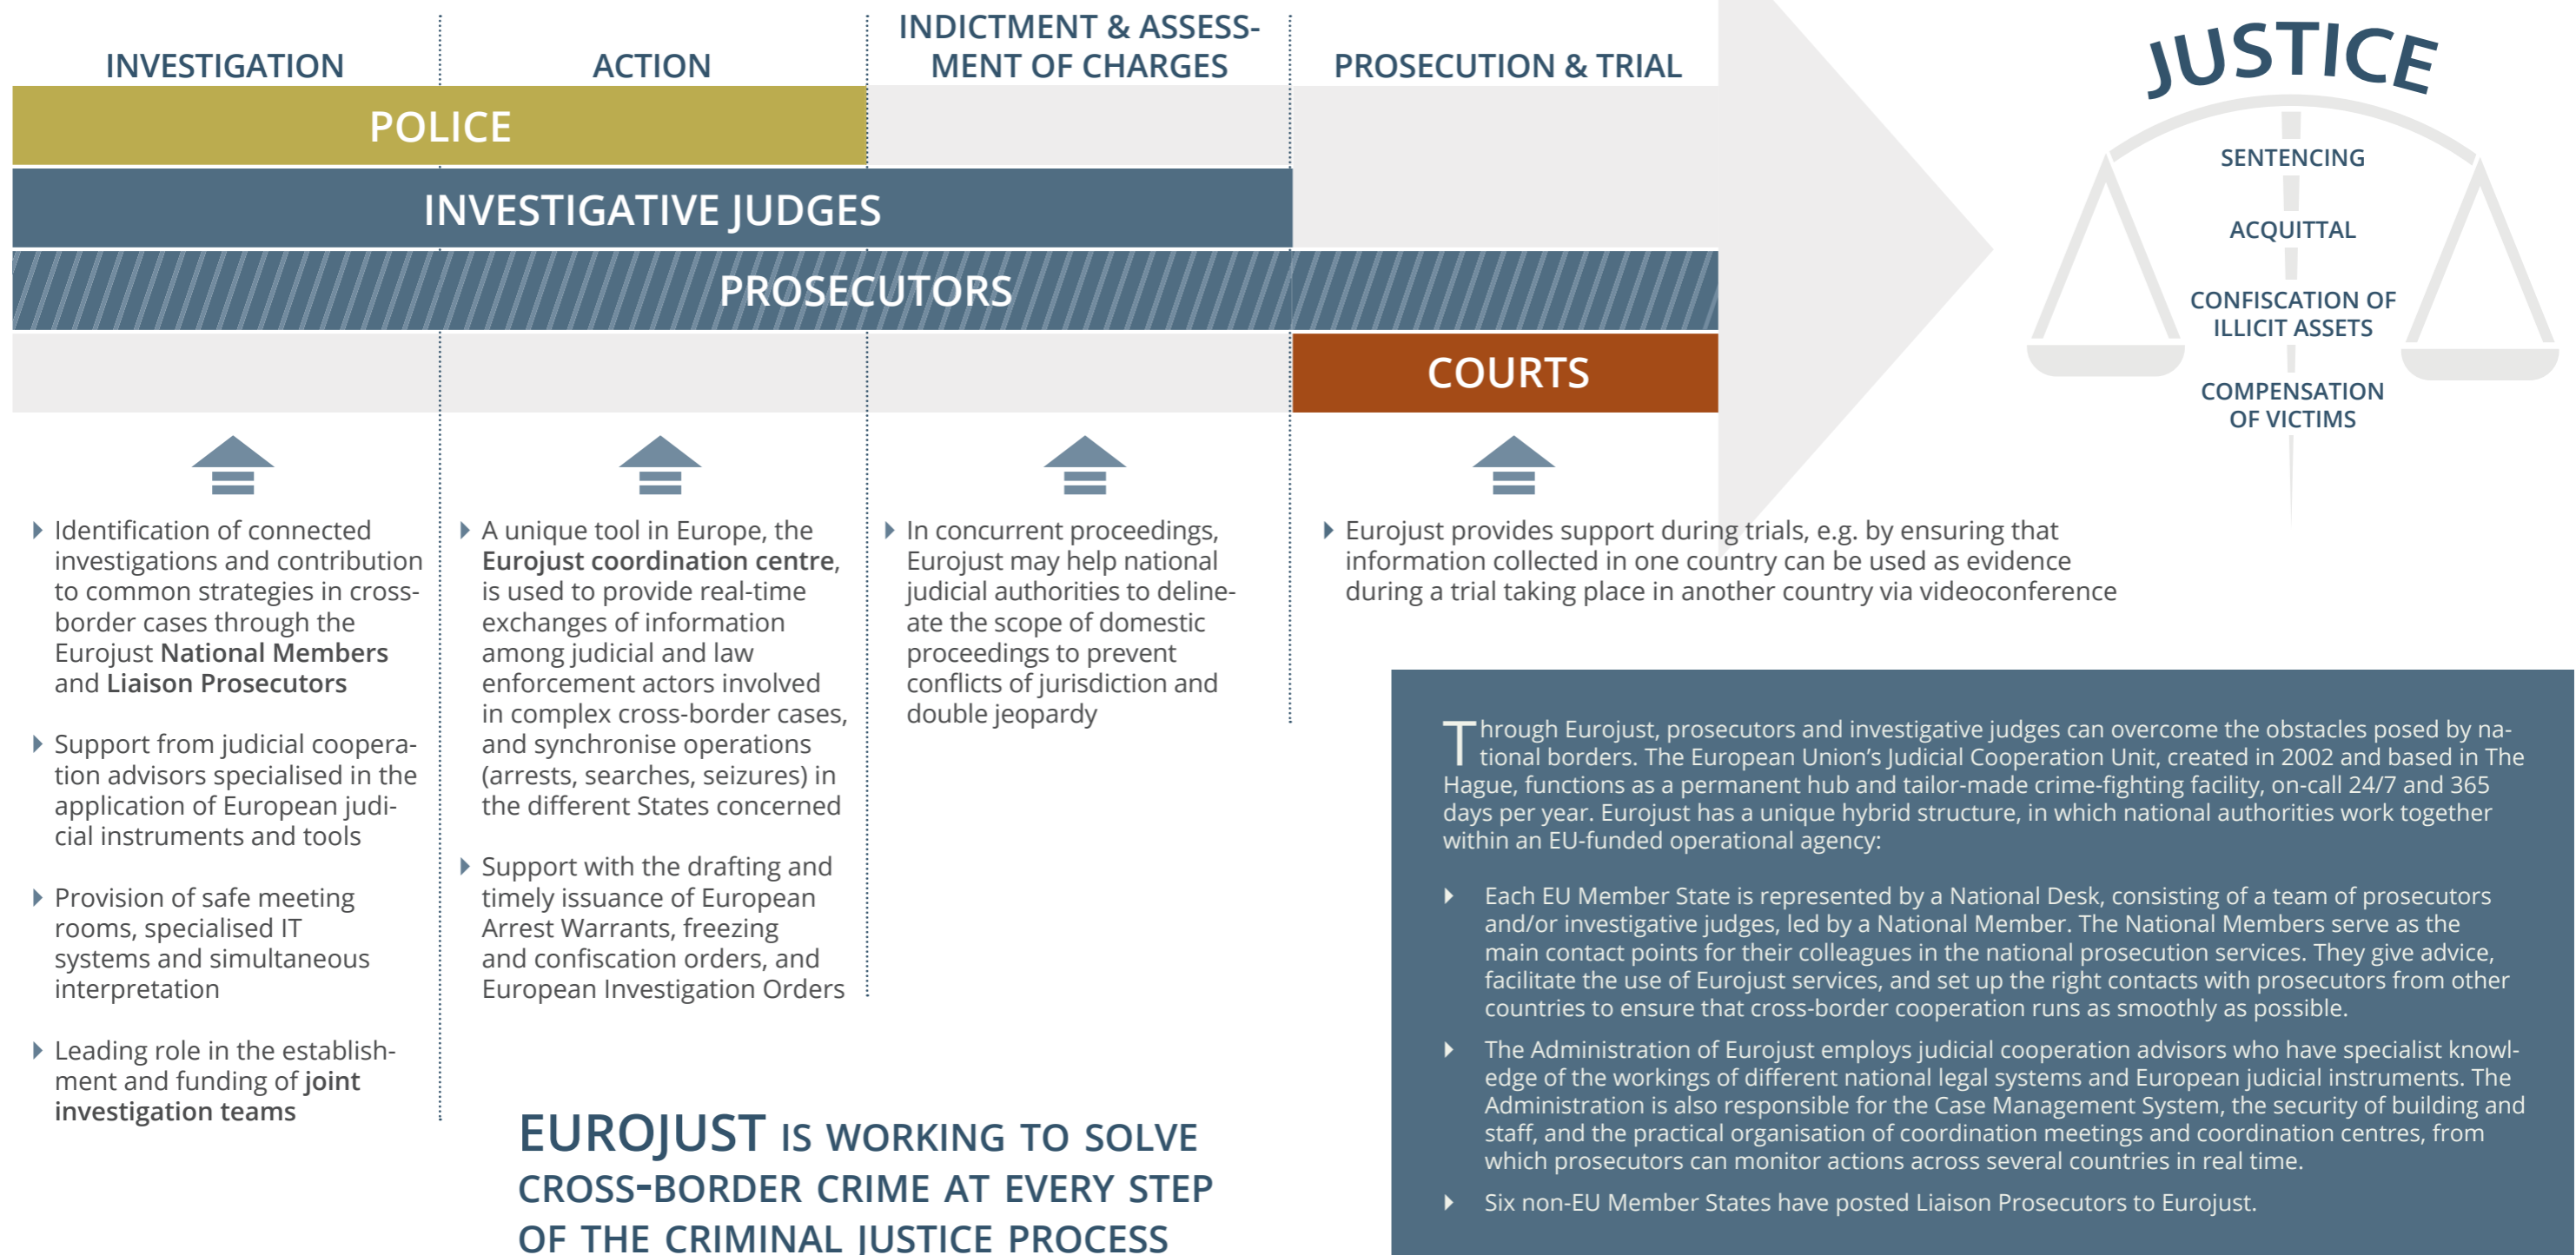 INVESTIGATION
ACTION
INDICTMENT & ASSESS-
MENT OF CHARGES
PROSECUTION & TRIAL
POLICE
INVESTIGATIVE JUDGES
PROSECUTORS
COURTS
JUSTICE
SENTENCING
ACQUITTAL
CONFISCATION OF
ILLICIT ASSETS
COMPENSATION
OF VICTIMS
Identification of connected
investigations and contribution
to common strategies in cross-
border cases through the
Eurojust National Members
and Liaison Prosecutors
Support from judicial coopera-
tion advisors specialised in the
application of European judi-
cial instruments and tools
Provision of safe meeting
rooms, specialised IT
systems and simultaneous
interpretation
Leading role in the establish-
ment and funding of joint
investigation teams
A unique tool in Europe, the
Eurojust coordination centre,
is used to provide real-time
exchanges of information
among judicial and law
enforcement actors involved
in complex cross-border cases,
and synchronise operations
(arrests, searches, seizures) in
the different States concerned
Support with the drafting and
timely issuance of European
Arrest Warrants, freezing
and confiscation orders, and
European Investigation Orders
In concurrent proceedings,
Eurojust may help national
judicial authorities to deline-
ate the scope of domestic
proceedings to prevent
conflicts of jurisdiction and
double jeopardy
Eurojust provides support during trials, e.g. by ensuring that
information collected in one country can be used as evidence
during a trial taking place in another country via videoconference
EUROJUST IS WORKING TO SOLVE
CROSS-BORDER CRIME AT EVERY STEP
OF THE CRIMINAL JUSTICE PROCESS
Through Eurojust, prosecutors and investigative judges can overcome the obstacles posed by na-
tional borders. The European Union's Judicial Cooperation Unit, created in 2002 and based in The
Hague, functions as a permanent hub and tailor-made crime-fighting facility, on-call 24/7 and 365
days per year. Eurojust has a unique hybrid structure, in which national authorities work together
within an EU-funded operational agency:
Each EU Member State is represented by a National Desk, consisting of a team of prosecutors
and/or investigative judges, led by a National Member. The National Members serve as the
main contact points for their colleagues in the national prosecution services. They give advice,
facilitate the use of Eurojust services, and set up the right contacts with prosecutors from other
countries to ensure that cross-border cooperation runs as smoothly as possible.
The Administration of Eurojust employs judicial cooperation advisors who have specialist knowl-
edge of the workings of different national legal systems and European judicial instruments. The
Administration is also responsible for the Case Management System, the security of building and
staff, and the practical organisation of coordination meetings and coordination centres, from
which prosecutors can monitor actions across several countries in real time.
Six non-EU Member States have posted Liaison Prosecutors to Eurojust.